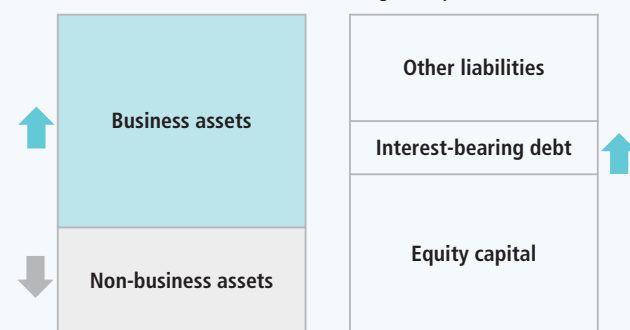 Other liabilities
Business assets
Interest-bearing debt
Equity capital
Non-business assets